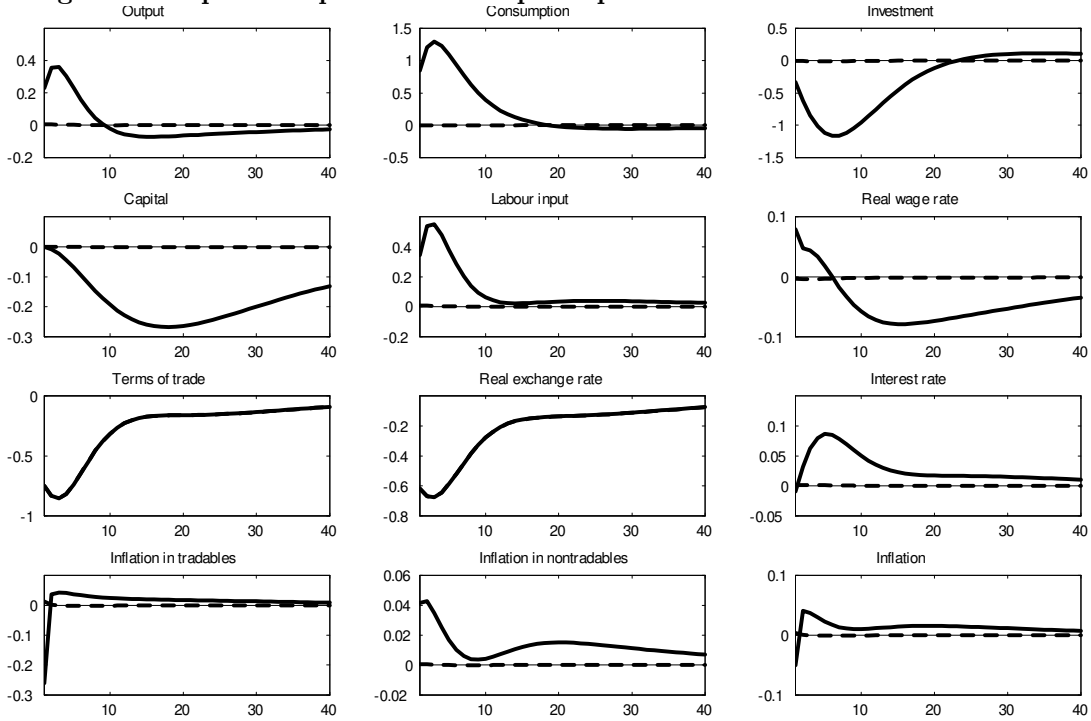 Output Consumption Investment
0.4 1.5 0.5
0.2 1 0
0 0.5 -0.5
-0.2 0 -1
-0.5 -1.5
10 20 30 40 10 20 30 40 10 20 30 40
Capital Labour input Real wage rate
0 0.4 0.1
-0.1 0.2 0
-0.2 0 -0.1
-0.3 -0.2
10 20 30 40 10 20 30 40 10 20 30 40
Terms of trade Real exchange rate Interest rate
0 -0.2 0.1
-0.5 -0.4 0.05
-1 -0.6 0
-0.8 -0.05
10 20 30 40 10 20 30 40 10 20 30 40
Inflation in tradables Inflation in nontradables Inflation
0 0.06 0.1
-0.1 0.04 0
-0.2 0.02 -0.1
-0.3 0
-0.02
10 20 30 40 10 20 30 40 10 20 30 40